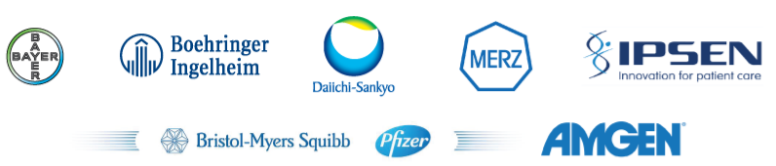 BAYER
BAYER
Boehringer
Ingelheim
Daiichi-Sankyo
MERZ
IPSEN
Innovation for patient care
Bristol-Myers Squibb
Pfizer
AMGEN®